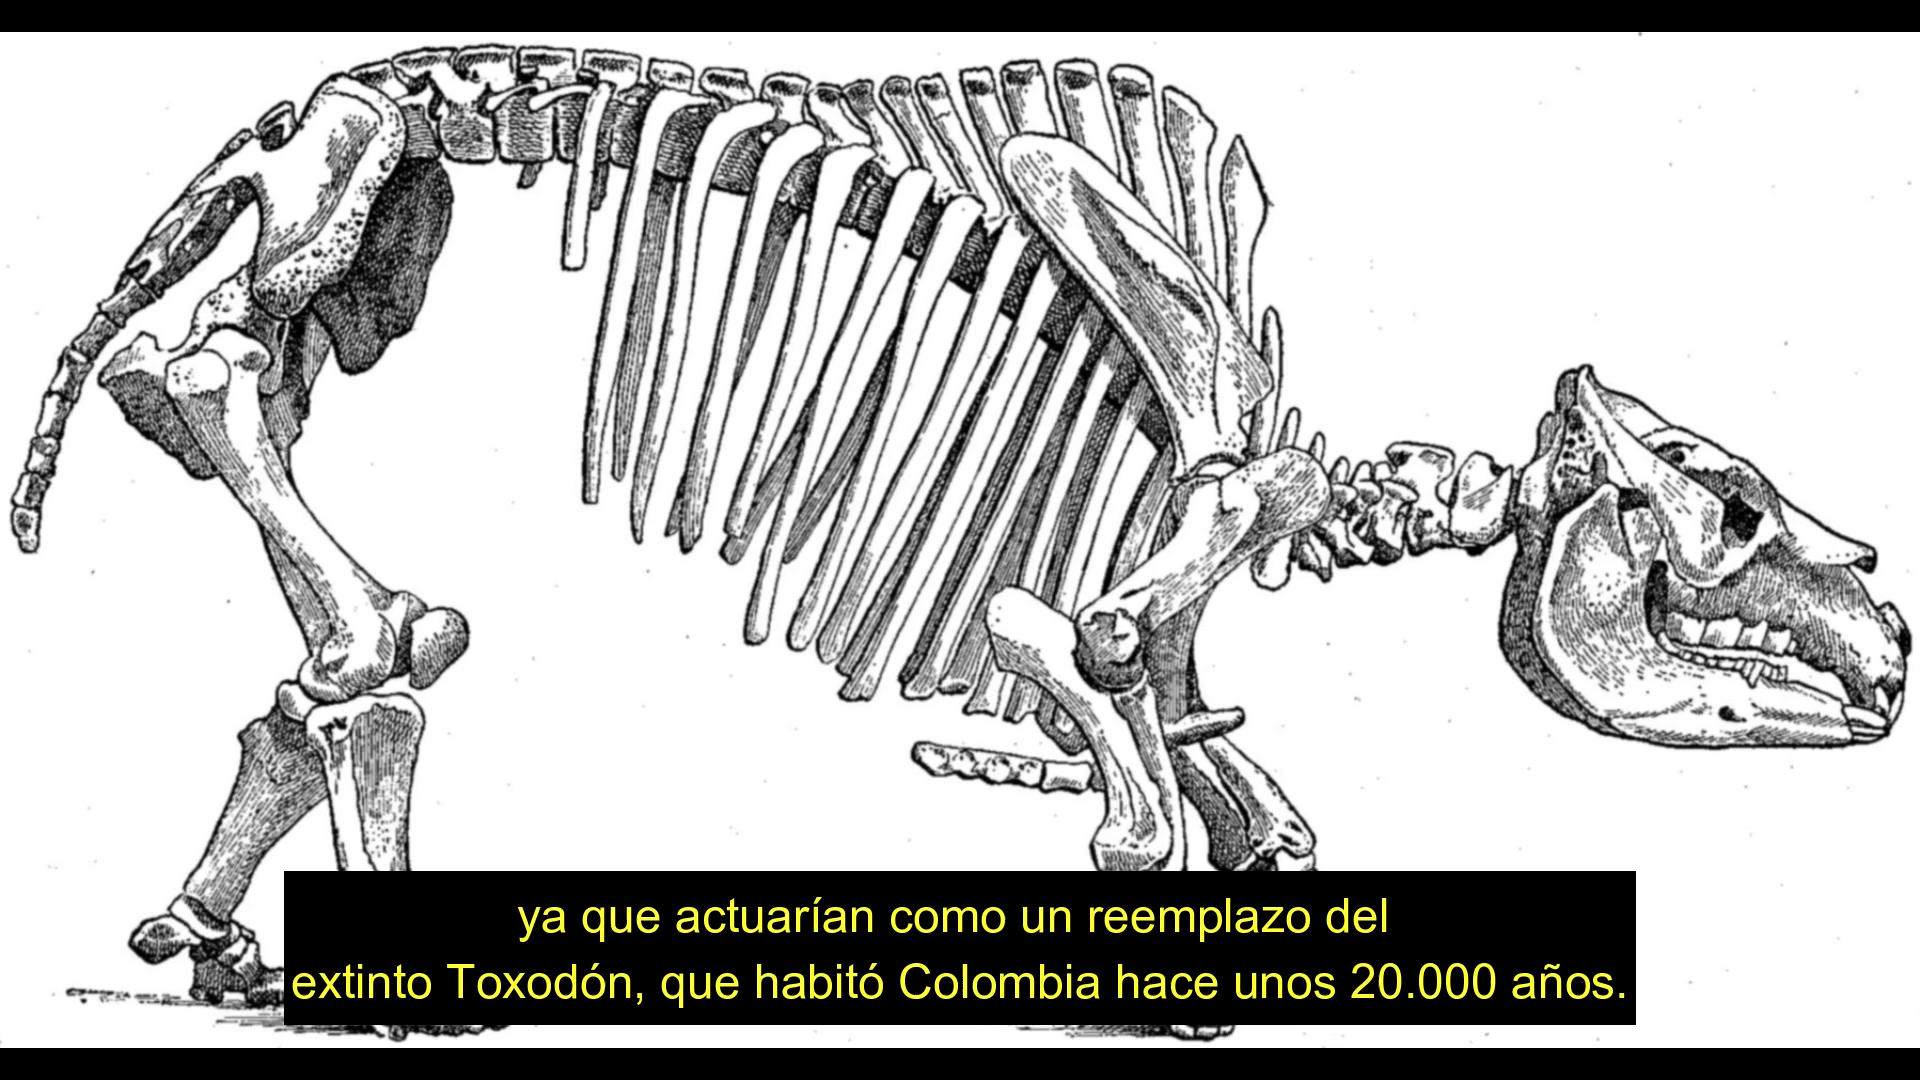 ya que actuarían como un reemplazo del
extinto Toxodón, que habitó Colombia hace unos 20.000 años.